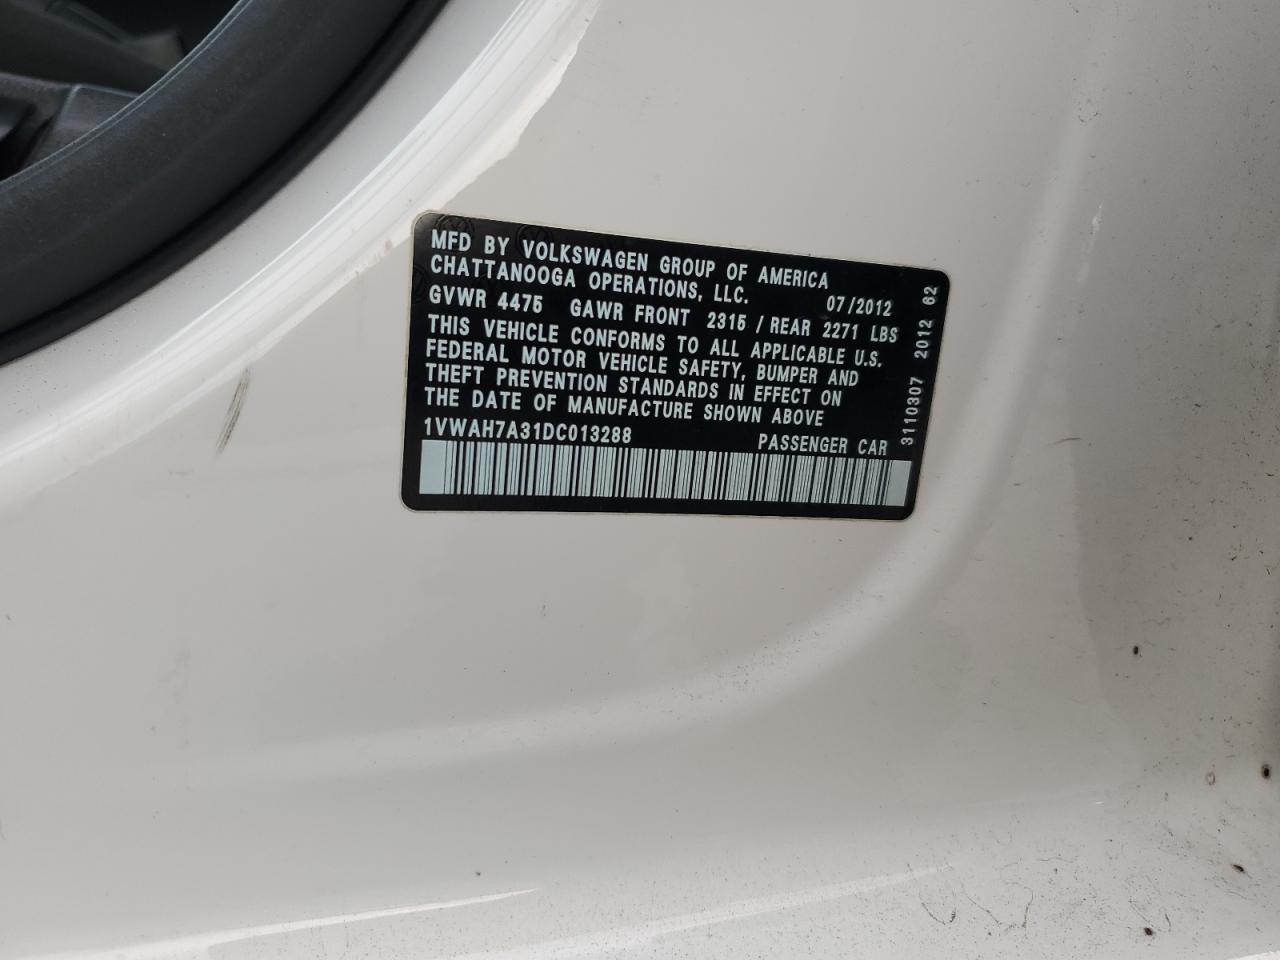 MFD BY VOLKSWAGEN GROUP OF AMERICA
CHATTANOOGA OPERATIONS, LLC. 07/2012
GVWR 4475 GAWR FRONT 2315 / REAR 2271 LBS
THIS VEHICLE CONFORMS TO ALL APPLICABLE U.S.
FEDERAL MOTOR VEHICLE SAFETY, BUMPER AND
THEFT PREVENTION STANDARDS IN EFFECT ON
THE DATE OF MANUFACTURE SHOWN ABOVE
1VWAH7A31DC013288 PASSENGER CAR
3110307 2012 62